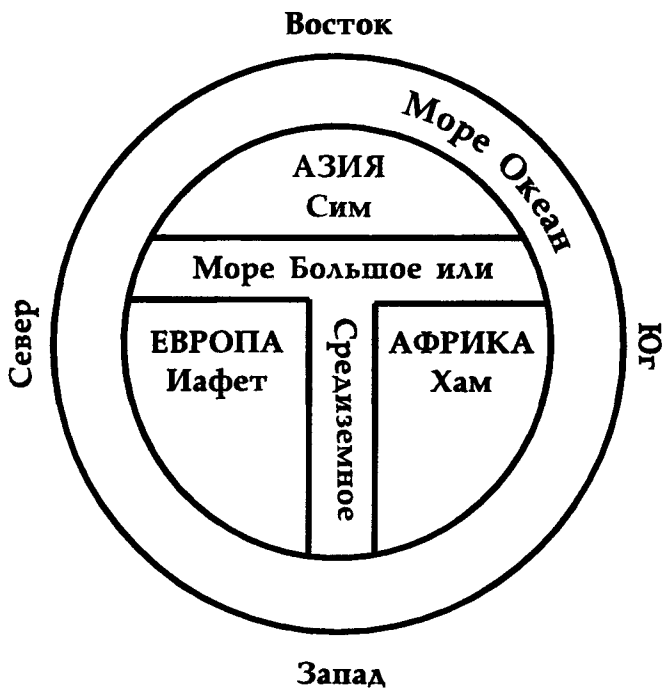 Восток
Море Океан
АЗИЯ
Сим
Море Большое или
Средиземное
Север
ЕВРОПА
Иафет
АФРИКА
Хам
Юг
Запад